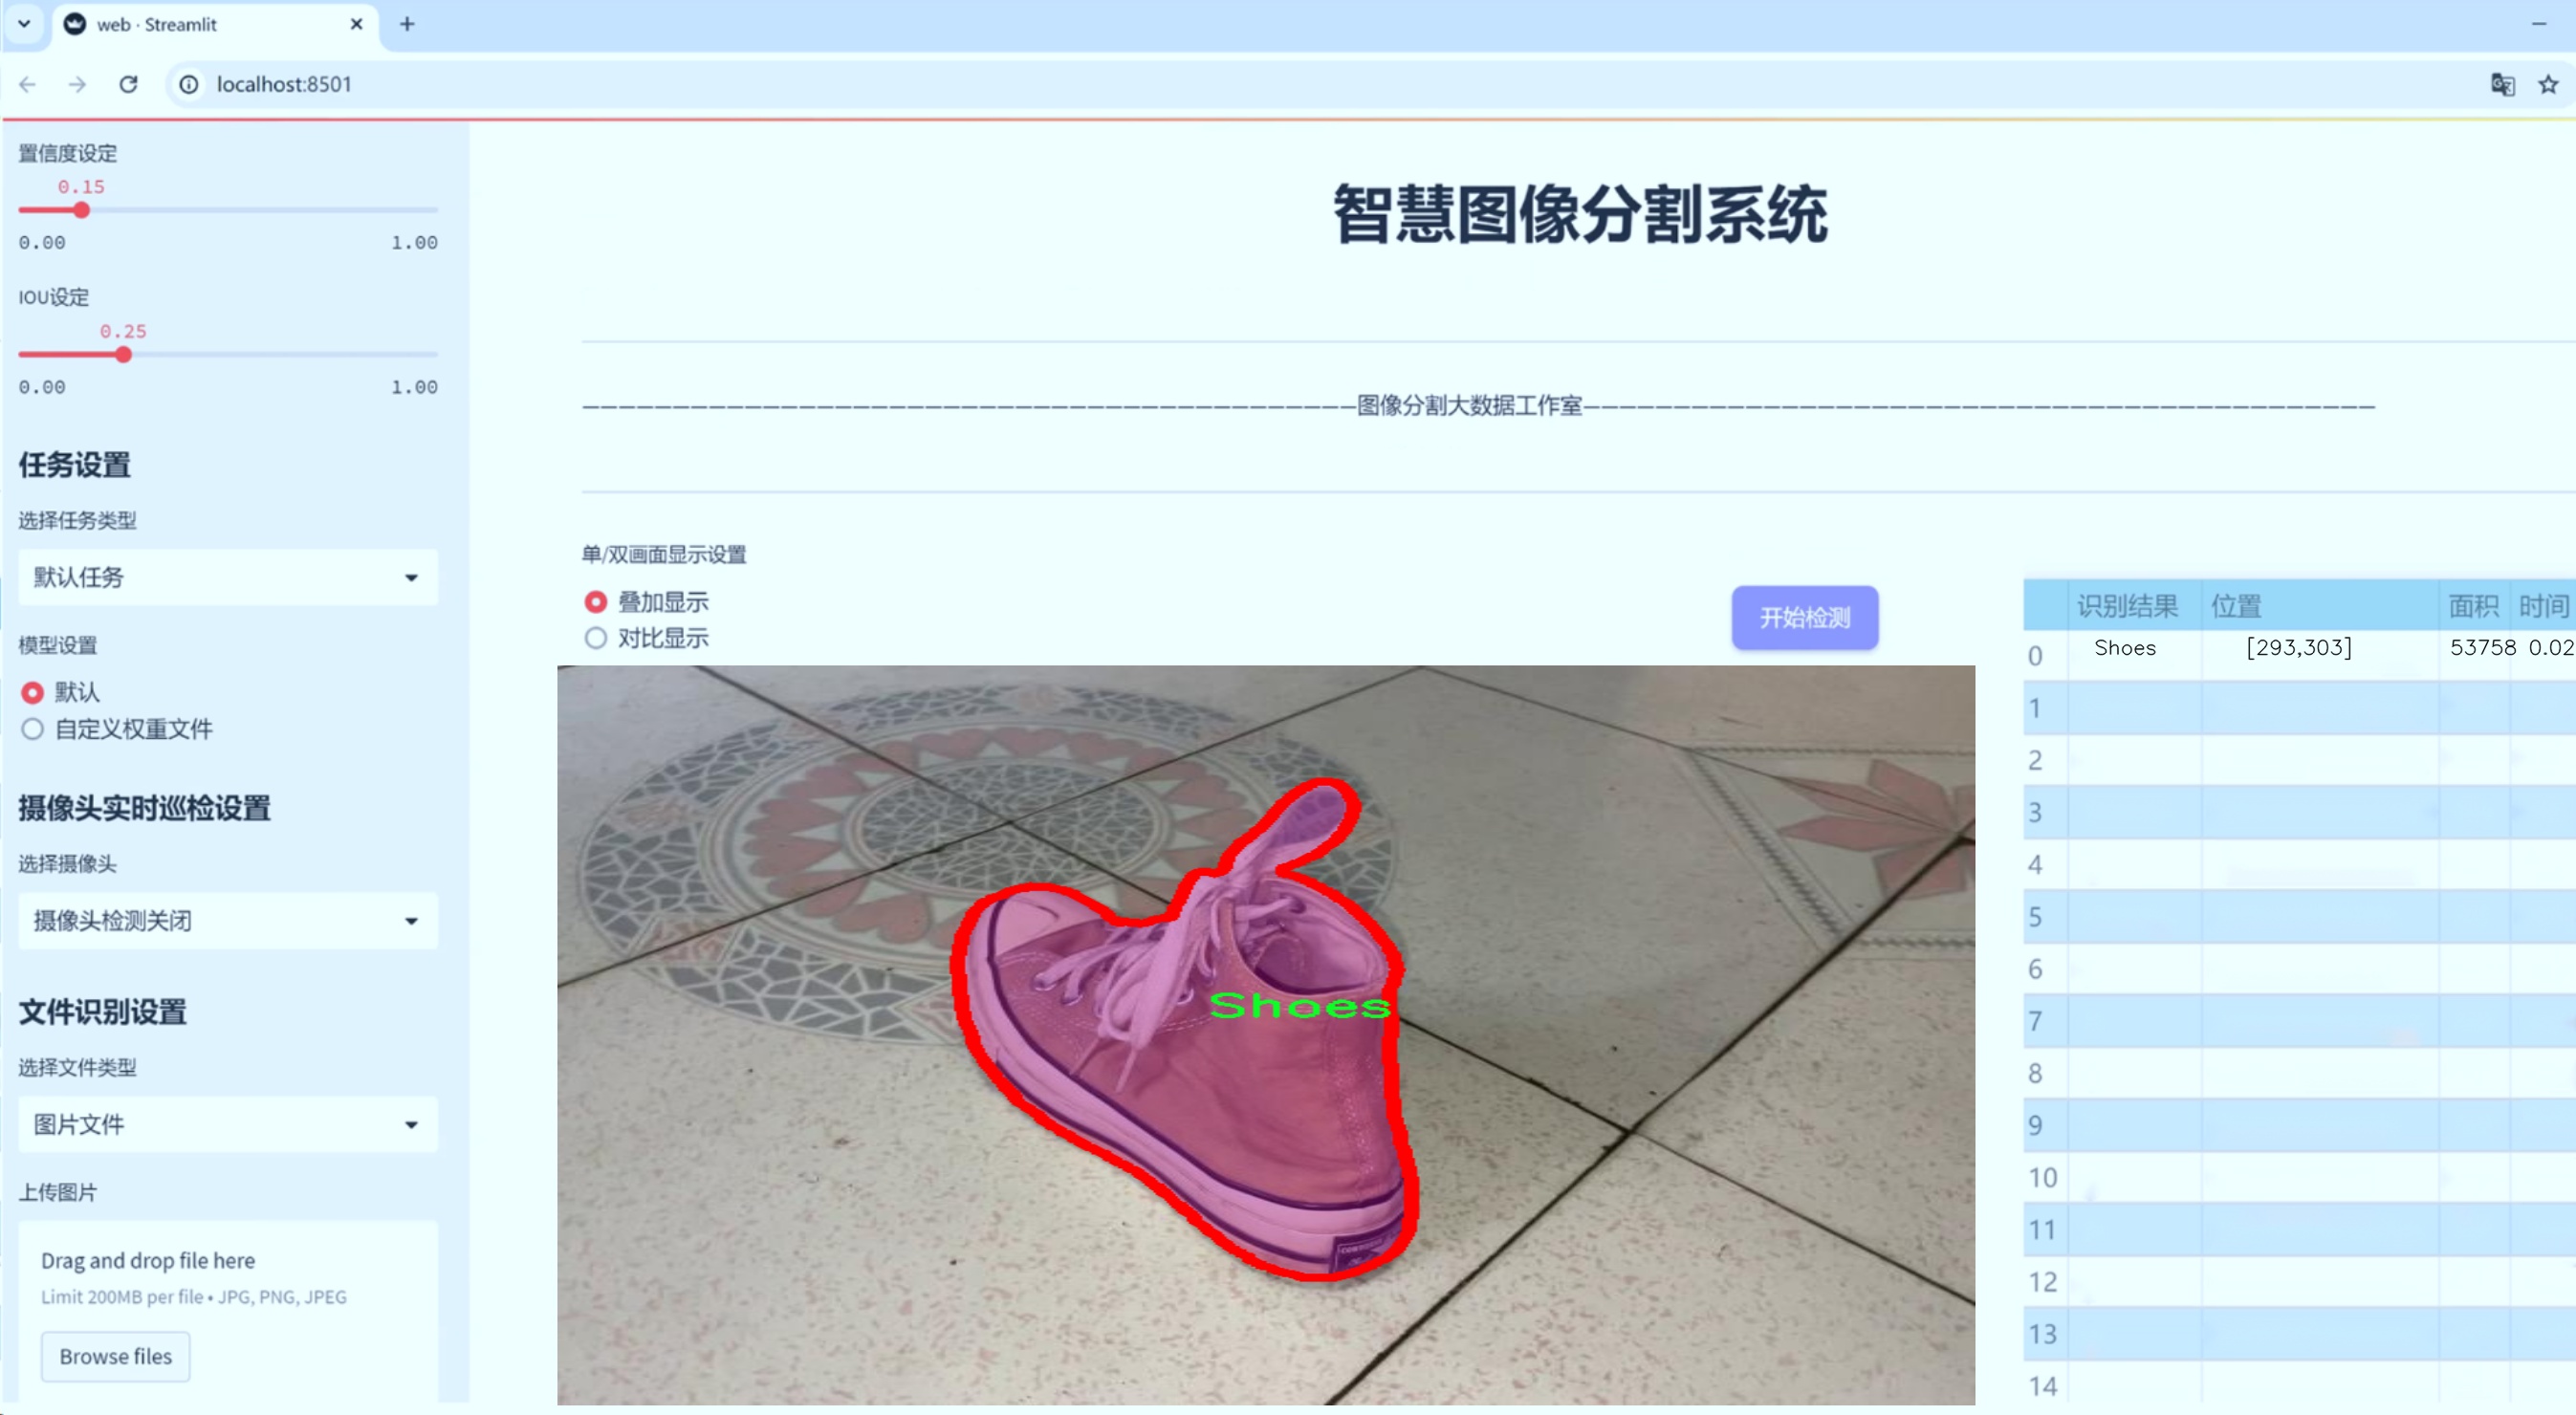 web · Streamlit
localhost:8501
置信度设定
0.15
0.00 1.00
IOU设定
0.25
0.00 1.00
任务设置
选择任务类型
默认任务
模型设置
默认
自定义权重文件
摄像头实时巡检设置
选择摄像头
摄像头检测关闭
文件识别设置
选择文件类型
图片文件
上传图片
Drag and drop file here
Limit 200MB per file • JPG, PNG, JPEG
Browse files
智慧图像分割系统
图像分割大数据工作室
单/双画面显示设置
叠加显示
对比显示
开始检测
Shoes
识别结果 位置 面积 时间
0 Shoes [293,303] 53758 0.02
1
2
3
4
5
6
7
8
9
10
11
12
13
14